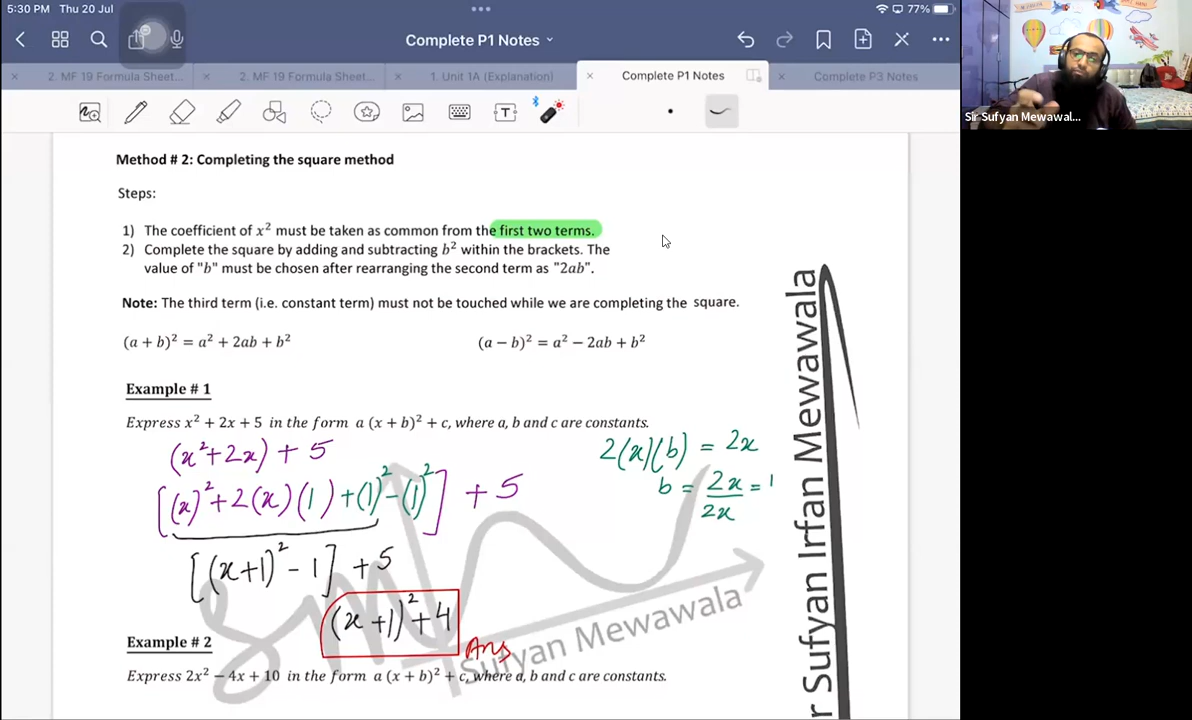 5:30 PM Thu 20 Jul
77%
Complete P1 Notes
2. MF 19 Formula Sheet...
2. MF 19 Formula Sheet...
1. Unit 1A (Explanation)
Complete P1 Notes
Complete P3 Notes
Sir Sufyan Mewawal...
Method # 2: Completing the square method
Steps:
1) The coefficient of x² must be taken as common from the first two terms.
2) Complete the square by adding and subtracting b² within the brackets. The
value of "b" must be chosen after rearranging the second term as "2ab".
Note: The third term (i.e. constant term) must not be touched while we are completing the square.
(a + b)² = a² + 2ab + b²
(a − b)² = a² − 2ab + b²
Example # 1
Express x² + 2x + 5 in the form a (x + b)² + c, where a, b and c are constants.
(x²+2x) + 5
[(x)²+2(x)(1)+(1)²-(1)²] + 5
[(x+1)² - 1] + 5
(x+1)²+4
Ans
2(x)(b) = 2x
b = 2x/2x = 1
Example # 2
Express 2x² − 4x + 10 in the form a (x + b)² + c, where a, b and c are constants.
Sufyan Mewawala
r Sufyan Irfan Mewawala